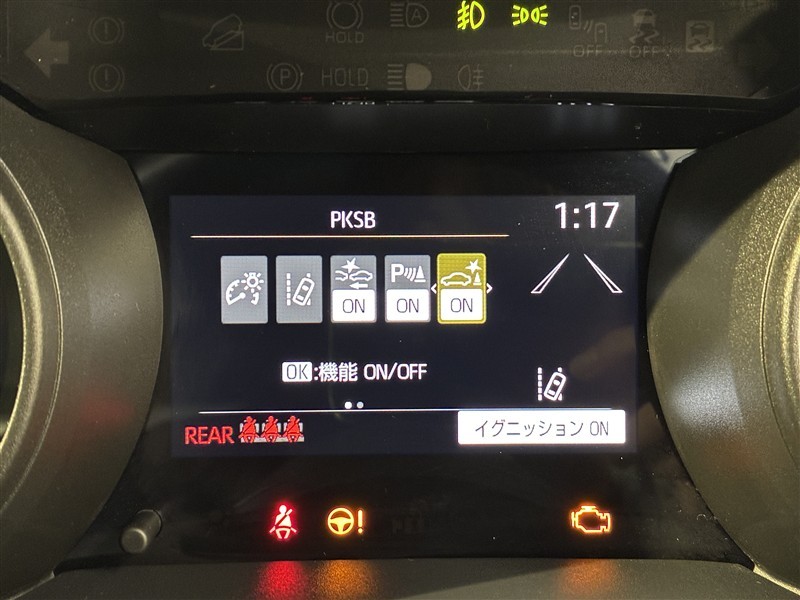 HOLD
A
OFF
OFF
P HOLD
PKSB
1:17
P
ON
ON
ON
OK:機能 ON/OFF
REAR
イグニッション ON